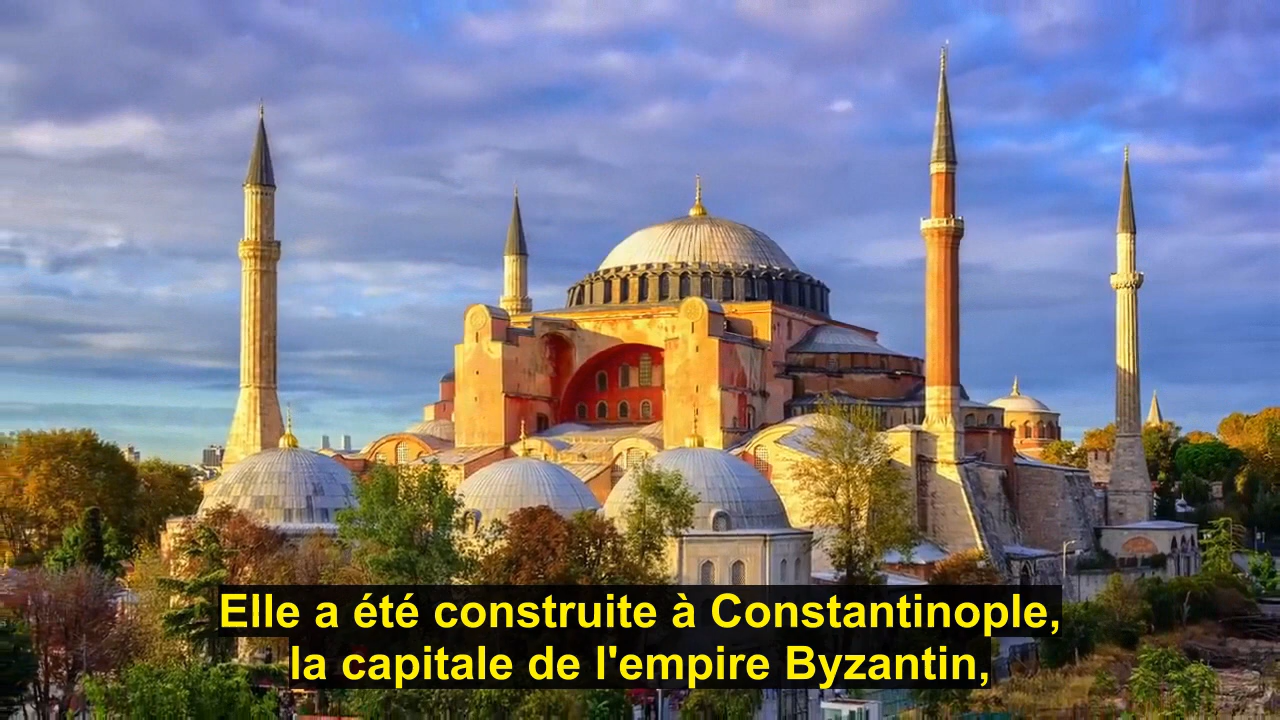 Elle a été construite à Constantinople,
la capitale de l'empire Byzantin,